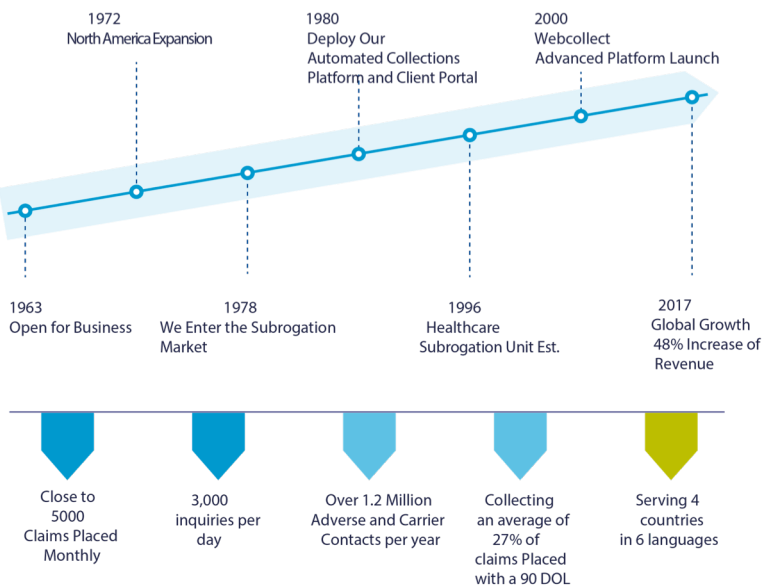 1972
North America Expansion
1980
Deploy Our
Automated Collections
Platform and Client Portal
2000
Webcollect
Advanced Platform Launch
1963
Open for Business
1978
We Enter the Subrogation
Market
1996
Healthcare
Subrogation Unit Est.
2017
Global Growth
48% Increase of
Revenue
Close to
5000
Claims Placed
Monthly
3,000
inquiries per
day
Over 1.2 Million
Adverse and Carrier
Contacts per year
Collecting
an average of
27% of
claims Placed
with a 90 DOL
Serving 4
countries
in 6 languages